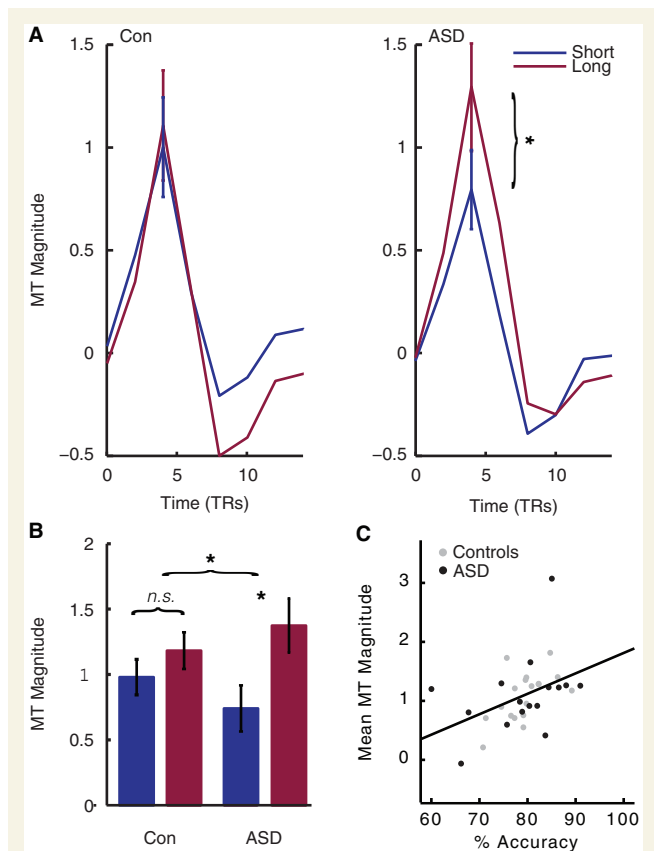 A
Con
ASD
Short
Long
1.5
1
0.5
0
−0.5
MT Magnitude
0
5
10
Time (TRs)
1.5
1
0.5
0
−0.5
*
0
5
10
Time (TRs)
B
2
1.5
1
0.5
0
MT Magnitude
n.s.
*
*
Con
ASD
C
Controls
ASD
3
2
1
0
Mean MT Magnitude
60
70
80
90
100
% Accuracy